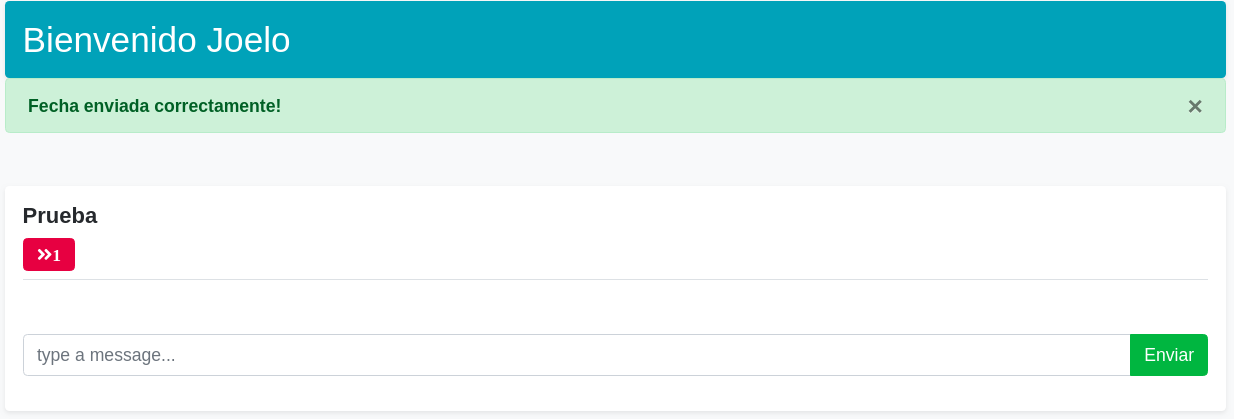 Bienvenido Joelo
Fecha enviada correctamente! ×
Prueba
»1
type a message... Enviar